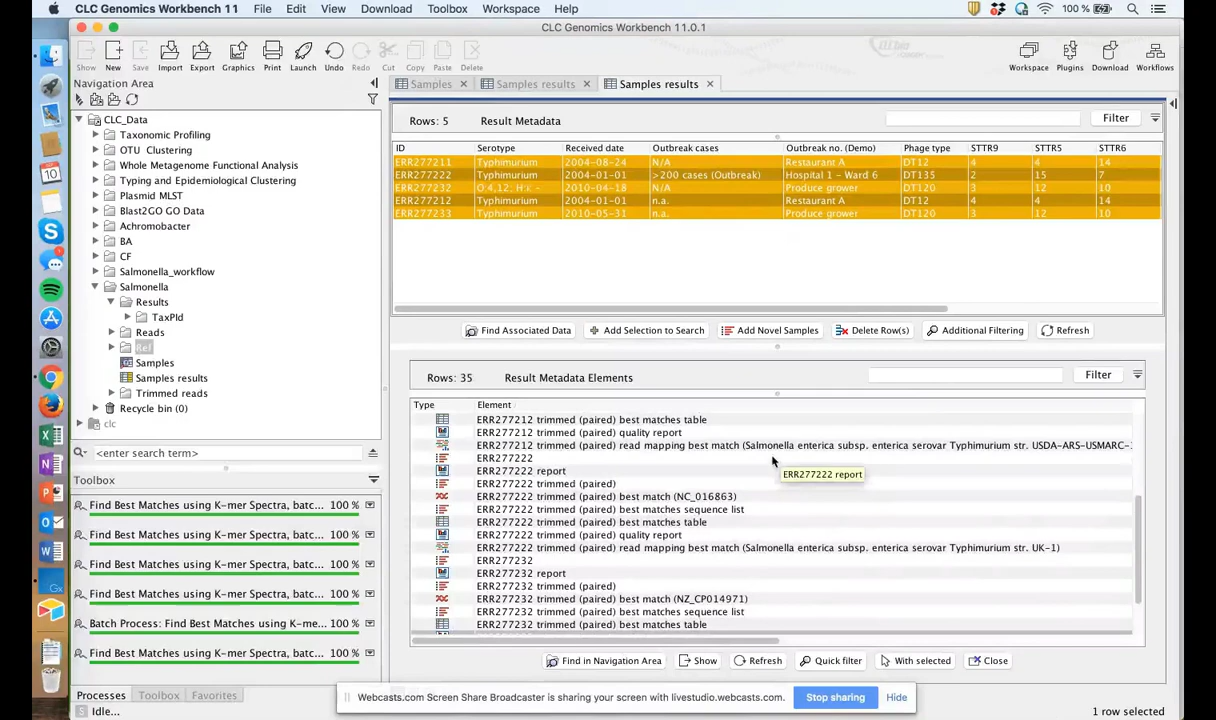 CLC Genomics Workbench 11 File Edit View Download Toolbox Workspace Help 100 %
CLC Genomics Workbench 11.0.1
Show New Save Import Export Graphics Print Launch Undo Redo Cut Copy Paste Delete Workspace Plugins Download Workflows
Navigation Area
CLC_Data
Taxonomic Profiling
OTU Clustering
Whole Metagenome Functional Analysis
Typing and Epidemiological Clustering
Plasmid MLST
Blast2GO GO Data
Achromobacter
BA
CF
Salmonella_workflow
Salmonella
Results
TaxPld
Reads
Ref
Samples
Samples results
Trimmed reads
Recycle bin (0)
clc
<enter search term>
Toolbox
Find Best Matches using K-mer Spectra, batc... 100 %
Find Best Matches using K-mer Spectra, batc... 100 %
Find Best Matches using K-mer Spectra, batc... 100 %
Find Best Matches using K-mer Spectra, batc... 100 %
Batch Process: Find Best Matches using K-me... 100 %
Find Best Matches using K-mer Spectra, batc... 100 %
Processes Toolbox Favorites
Idle...
Samples Samples results Samples results
Rows: 5 Result Metadata Filter
ID Serotype Received date Outbreak cases Outbreak no. (Demo) Phage type STTR9 STTR5 STTR6
ERR277211 Typhimurium 2004-08-24 N/A Restaurant A DT12 4 4 14
ERR277222 Typhimurium 2004-01-01 >200 cases (Outbreak) Hospital 1 - Ward 6 DT135 2 15 7
ERR277232 O:4,12; H:i: - 2010-04-18 N/A Produce grower DT120 3 12 10
ERR277212 Typhimurium 2004-01-01 n.a. Restaurant A DT12 4 4 14
ERR277233 Typhimurium 2010-05-31 n.a. Produce grower DT120 3 12 10
Find Associated Data Add Selection to Search Add Novel Samples Delete Row(s) Additional Filtering Refresh
Rows: 35 Result Metadata Elements Filter
Type Element
ERR277212 trimmed (paired) best matches table
ERR277212 trimmed (paired) quality report
ERR277212 trimmed (paired) read mapping best match (Salmonella enterica subsp. enterica serovar Typhimurium str. USDA-ARS-USMARC-
ERR277222
ERR277222 report
ERR277222 report
ERR277222 trimmed (paired)
ERR277222 trimmed (paired) best match (NC_016863)
ERR277222 trimmed (paired) best matches sequence list
ERR277222 trimmed (paired) best matches table
ERR277222 trimmed (paired) quality report
ERR277222 trimmed (paired) read mapping best match (Salmonella enterica subsp. enterica serovar Typhimurium str. UK-1)
ERR277232
ERR277232 report
ERR277232 trimmed (paired)
ERR277232 trimmed (paired) best match (NZ_CP014971)
ERR277232 trimmed (paired) best matches sequence list
ERR277232 trimmed (paired) best matches table
Find in Navigation Area Show Refresh Quick filter With selected Close
Webcasts.com Screen Share Broadcaster is sharing your screen with livestudio.webcasts.com. Stop sharing Hide
1 row selected